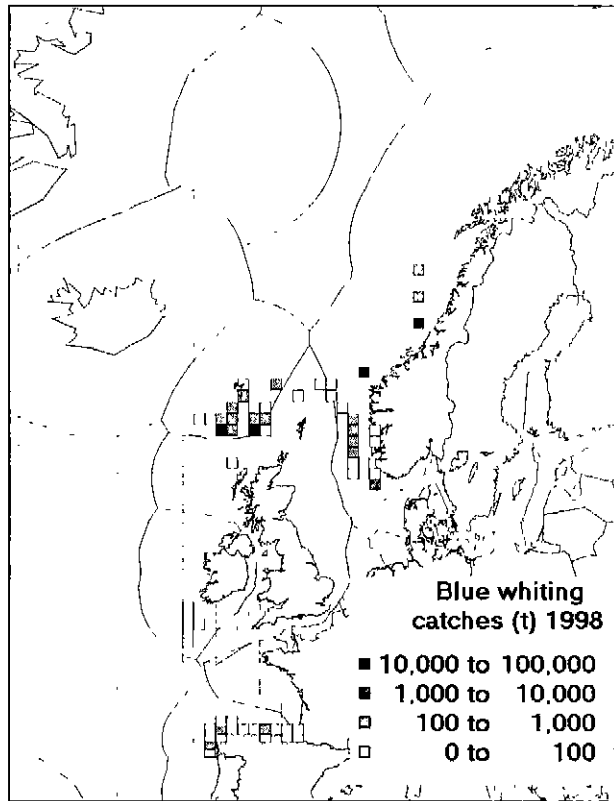 Blue whiting
catches (t) 1998
10,000 to 100,000
1,000 to 10,000
100 to 1,000
0 to 100